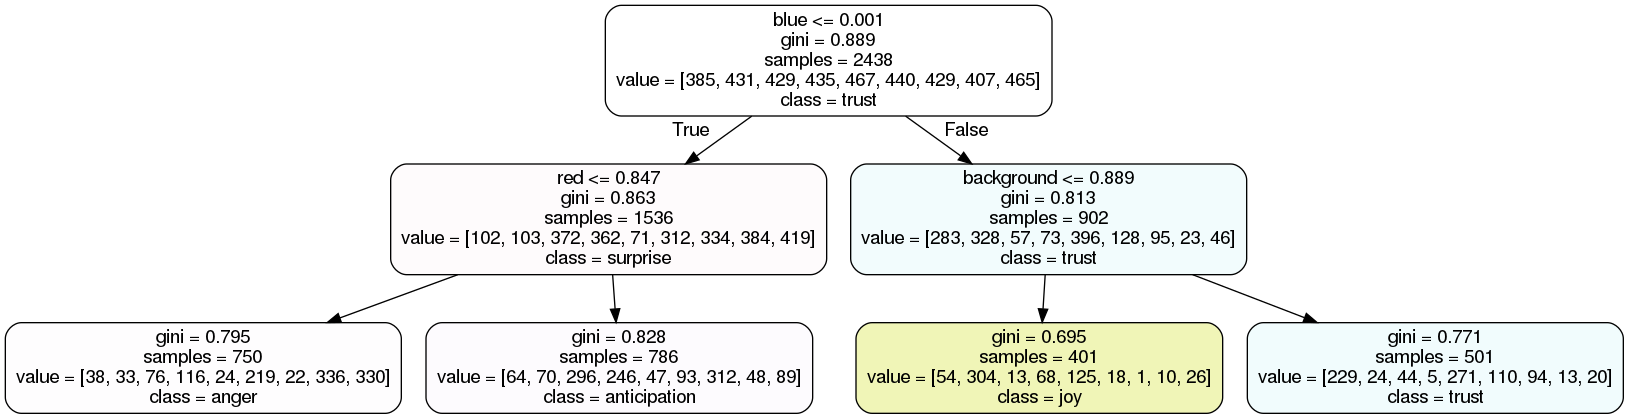 blue <= 0.001
gini = 0.889
samples = 2438
value = [385, 431, 429, 435, 467, 440, 429, 407, 465]
class = trust
True
False
red <= 0.847
gini = 0.863
samples = 1536
value = [102, 103, 372, 362, 71, 312, 334, 384, 419]
class = surprise
background <= 0.889
gini = 0.813
samples = 902
value = [283, 328, 57, 73, 396, 128, 95, 23, 46]
class = trust
gini = 0.795
samples = 750
value = [38, 33, 76, 116, 24, 219, 22, 336, 330]
class = anger
gini = 0.828
samples = 786
value = [64, 70, 296, 246, 47, 93, 312, 48, 89]
class = anticipation
gini = 0.695
samples = 401
value = [54, 304, 13, 68, 125, 18, 1, 10, 26]
class = joy
gini = 0.771
samples = 501
value = [229, 24, 44, 5, 271, 110, 94, 13, 20]
class = trust